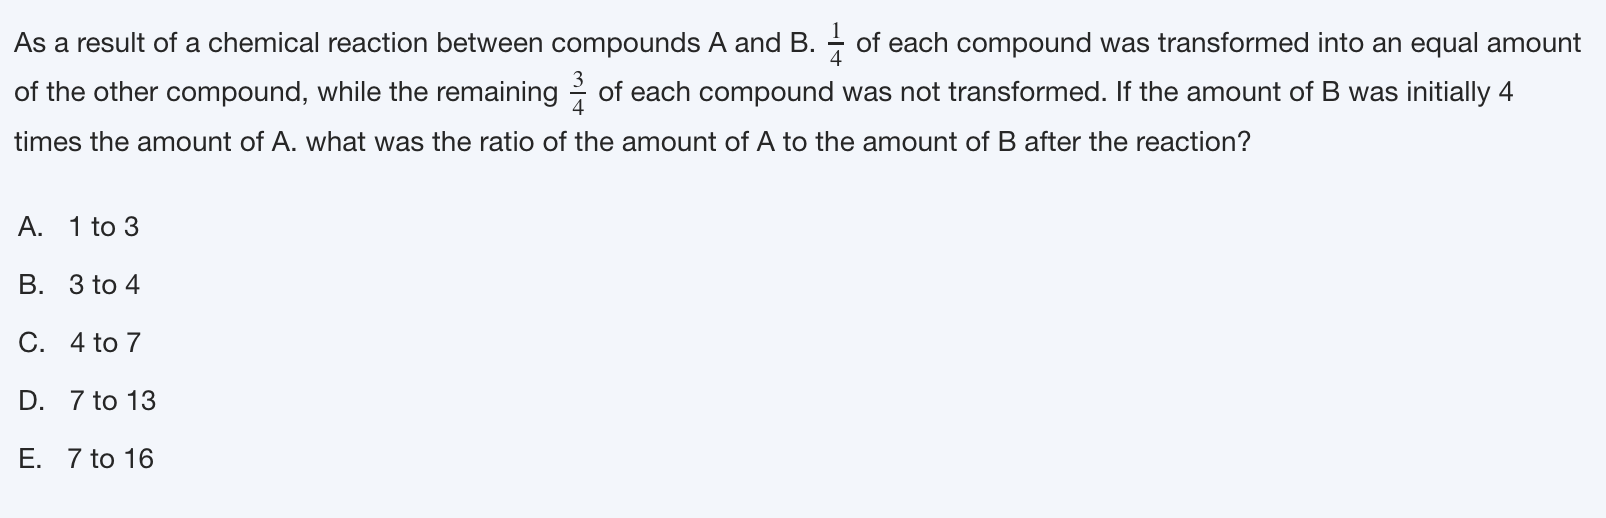 As a result of a chemical reaction between compounds A and B. 1/4 of each compound was transformed into an equal amount
of the other compound, while the remaining 3/4 of each compound was not transformed. If the amount of B was initially 4
times the amount of A. what was the ratio of the amount of A to the amount of B after the reaction?
A. 1 to 3
B. 3 to 4
C. 4 to 7
D. 7 to 13
E. 7 to 16